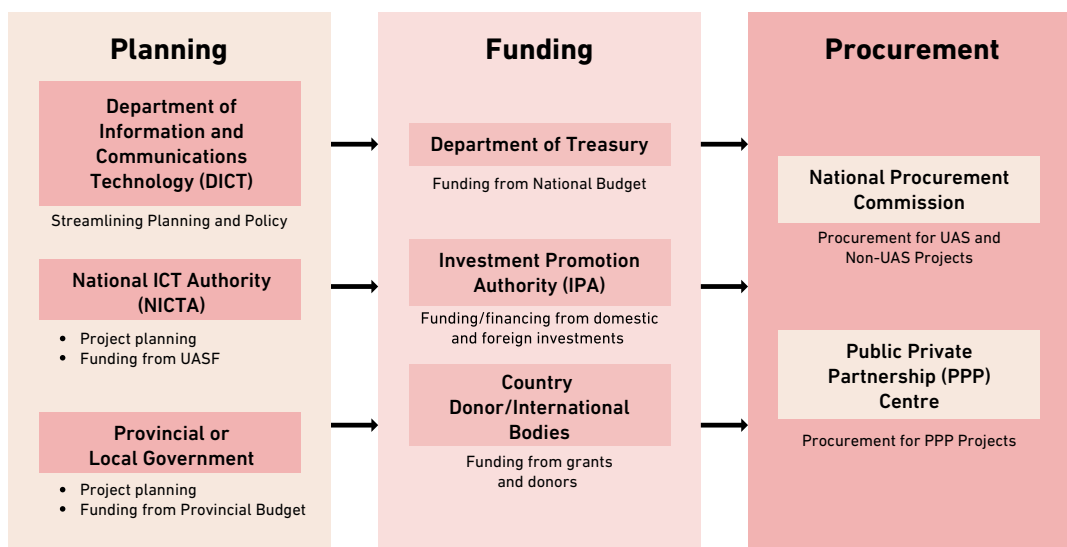 Planning
Department of
Information and
Communications
Technology (DICT)
Streamlining Planning and Policy
National ICT Authority
(NICTA)
• Project planning
• Funding from UASF
Provincial or
Local Government
• Project planning
• Funding from Provincial Budget
Funding
Department of Treasury
Funding from National Budget
Investment Promotion
Authority (IPA)
Funding/financing from domestic
and foreign investments
Country
Donor/International
Bodies
Funding from grants
and donors
Procurement
National Procurement
Commission
Procurement for UAS and
Non-UAS Projects
Public Private
Partnership (PPP)
Centre
Procurement for PPP Projects